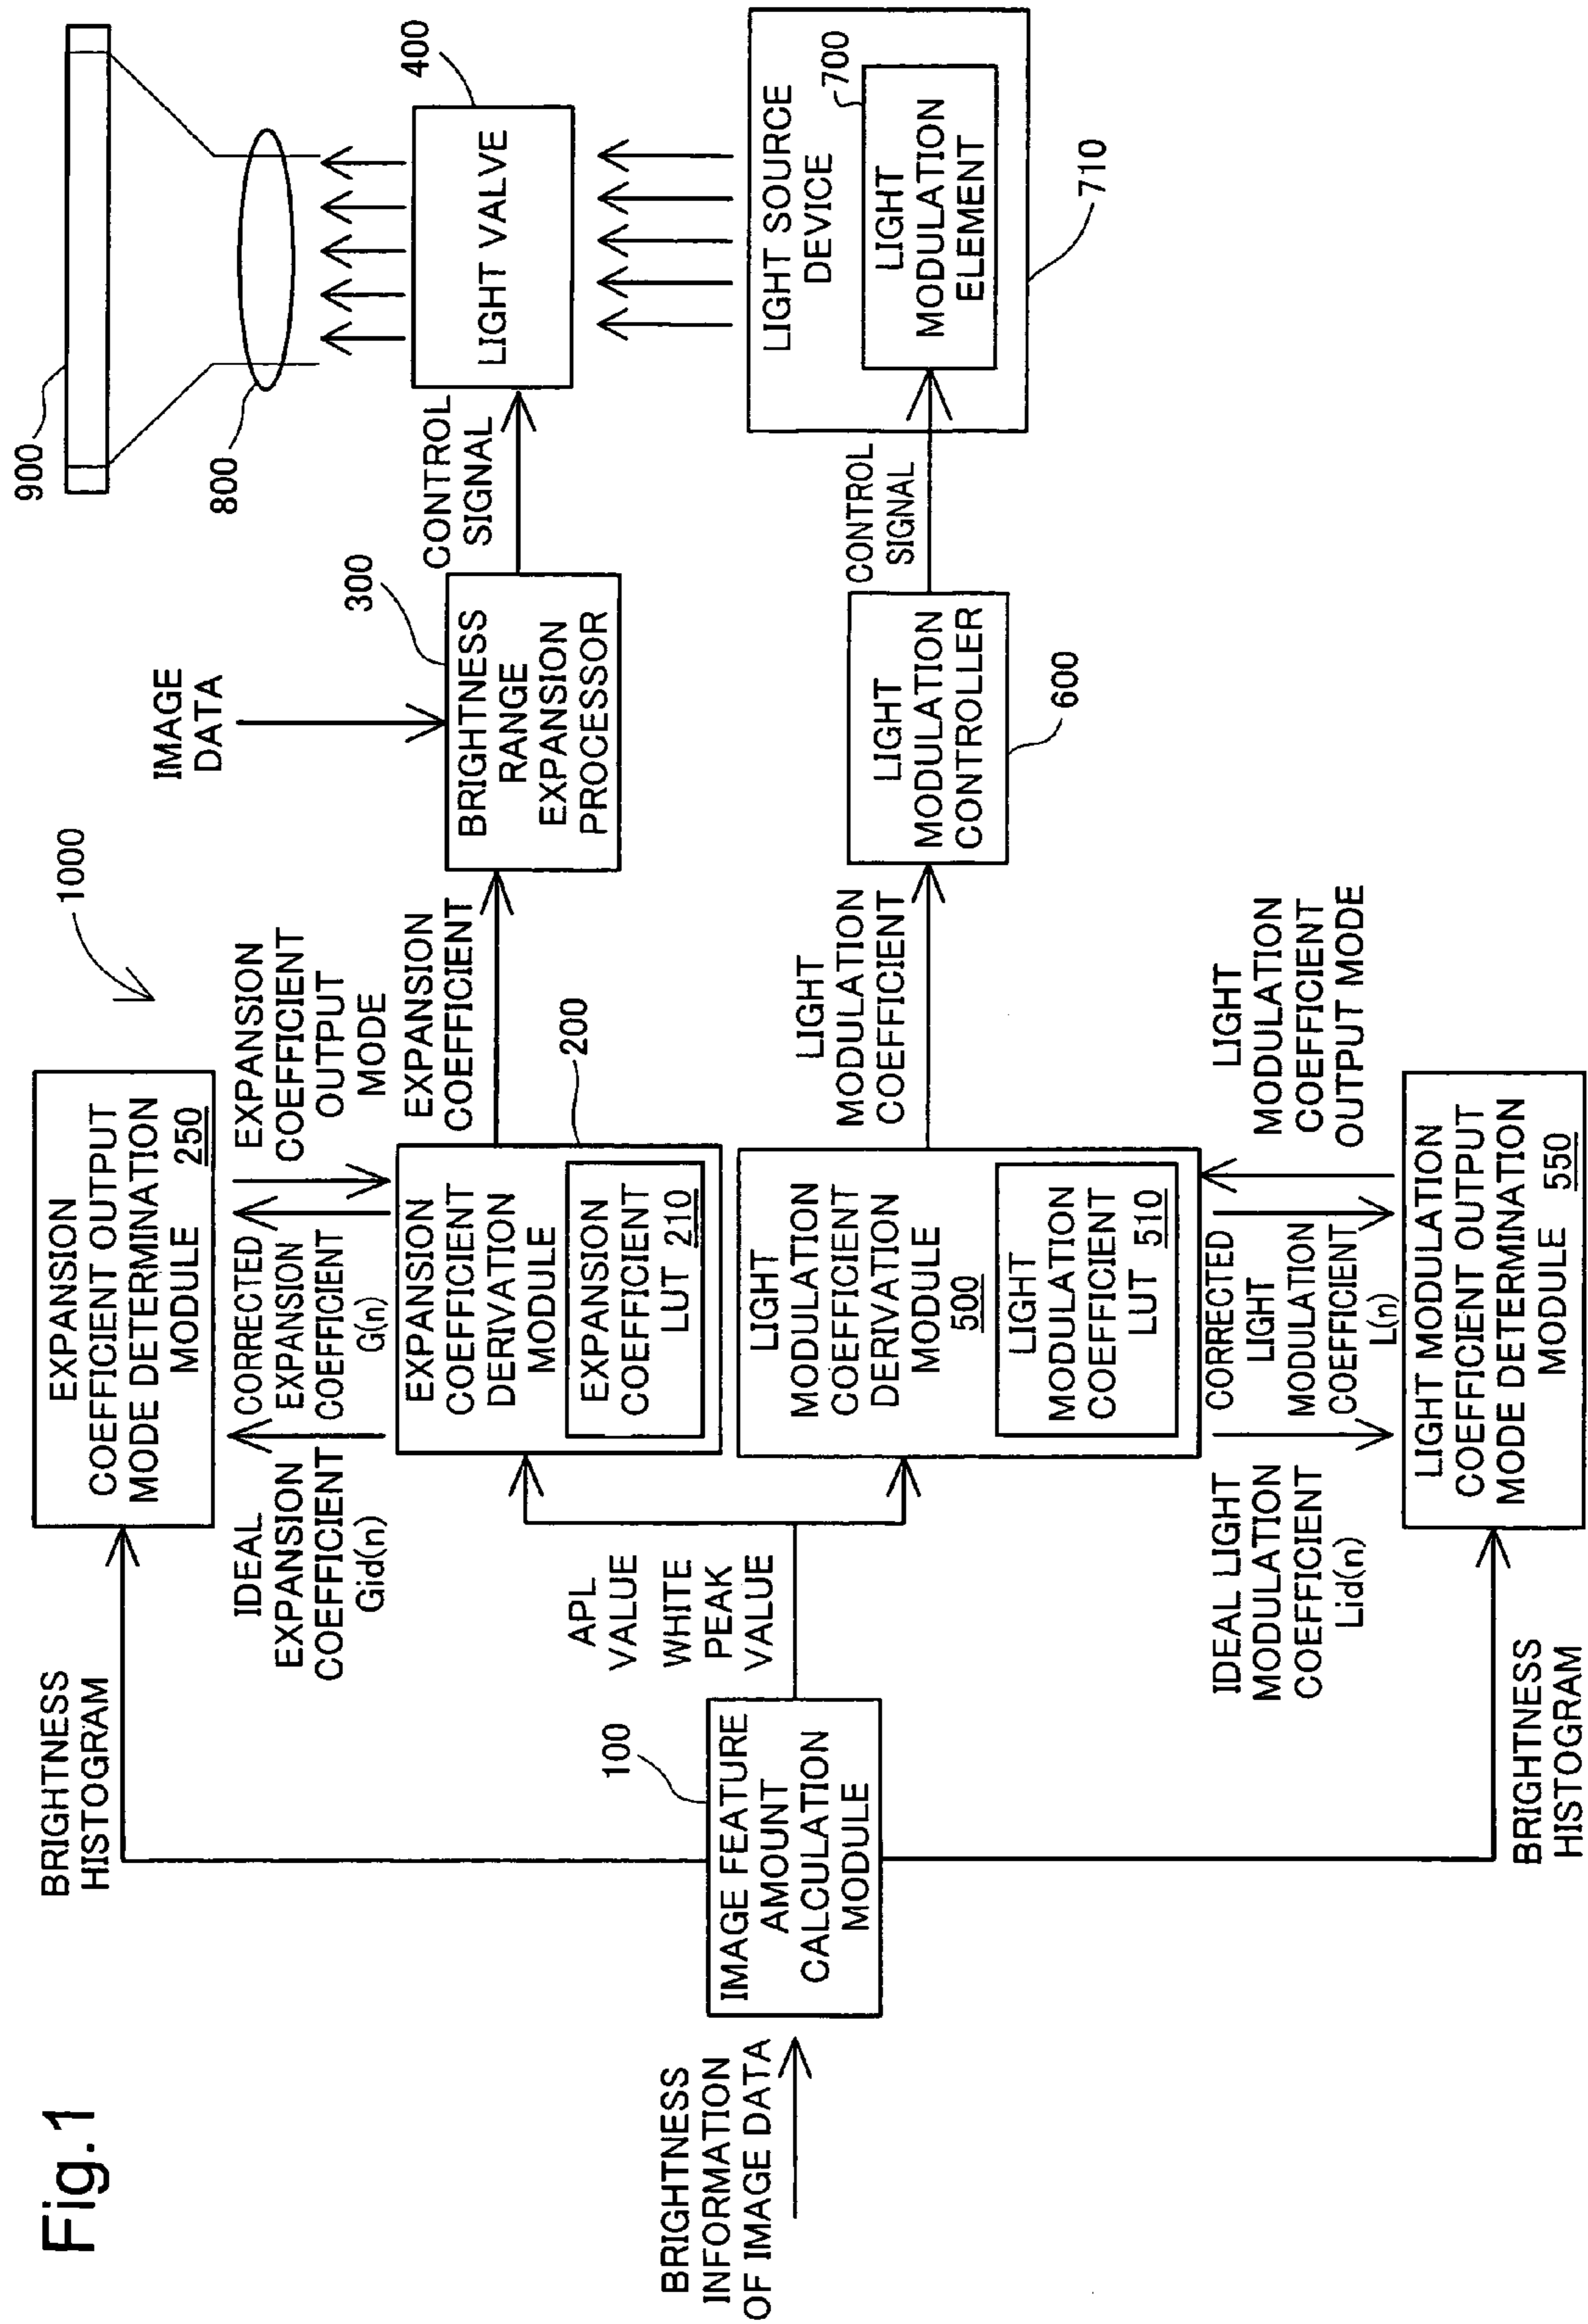 Fig.1
1000
BRIGHTNESS
INFORMATION
OF IMAGE DATA
100
IMAGE FEATURE
AMOUNT
CALCULATION
MODULE
BRIGHTNESS
HISTOGRAM
APL
VALUE
WHITE
PEAK
VALUE
BRIGHTNESS
HISTOGRAM
EXPANSION
COEFFICIENT OUTPUT
MODE DETERMINATION
MODULE 250
IDEAL
EXPANSION
COEFFICIENT
Gid(n)
CORRECTED
EXPANSION
COEFFICIENT
G(n)
EXPANSION
COEFFICIENT
OUTPUT
MODE
200
EXPANSION
COEFFICIENT
DERIVATION
MODULE
EXPANSION
COEFFICIENT
LUT 210
EXPANSION
COEFFICIENT
LIGHT
MODULATION
COEFFICIENT
DERIVATION
MODULE
500
LIGHT
MODULATION
COEFFICIENT
LUT 510
LIGHT
MODULATION
COEFFICIENT
IDEAL LIGHT
MODULATION
COEFFICIENT
Lid(n)
CORRECTED
LIGHT
MODULATION
COEFFICIENT
L(n)
LIGHT
MODULATION
COEFFICIENT
OUTPUT MODE
LIGHT MODULATION
COEFFICIENT OUTPUT
MODE DETERMINATION
MODULE 550
IMAGE
DATA
300
BRIGHTNESS
RANGE
EXPANSION
PROCESSOR
CONTROL
SIGNAL
LIGHT
MODULATION
CONTROLLER
600
CONTROL
SIGNAL
900
800
400
LIGHT VALVE
LIGHT SOURCE
DEVICE
700
LIGHT
MODULATION
ELEMENT
710